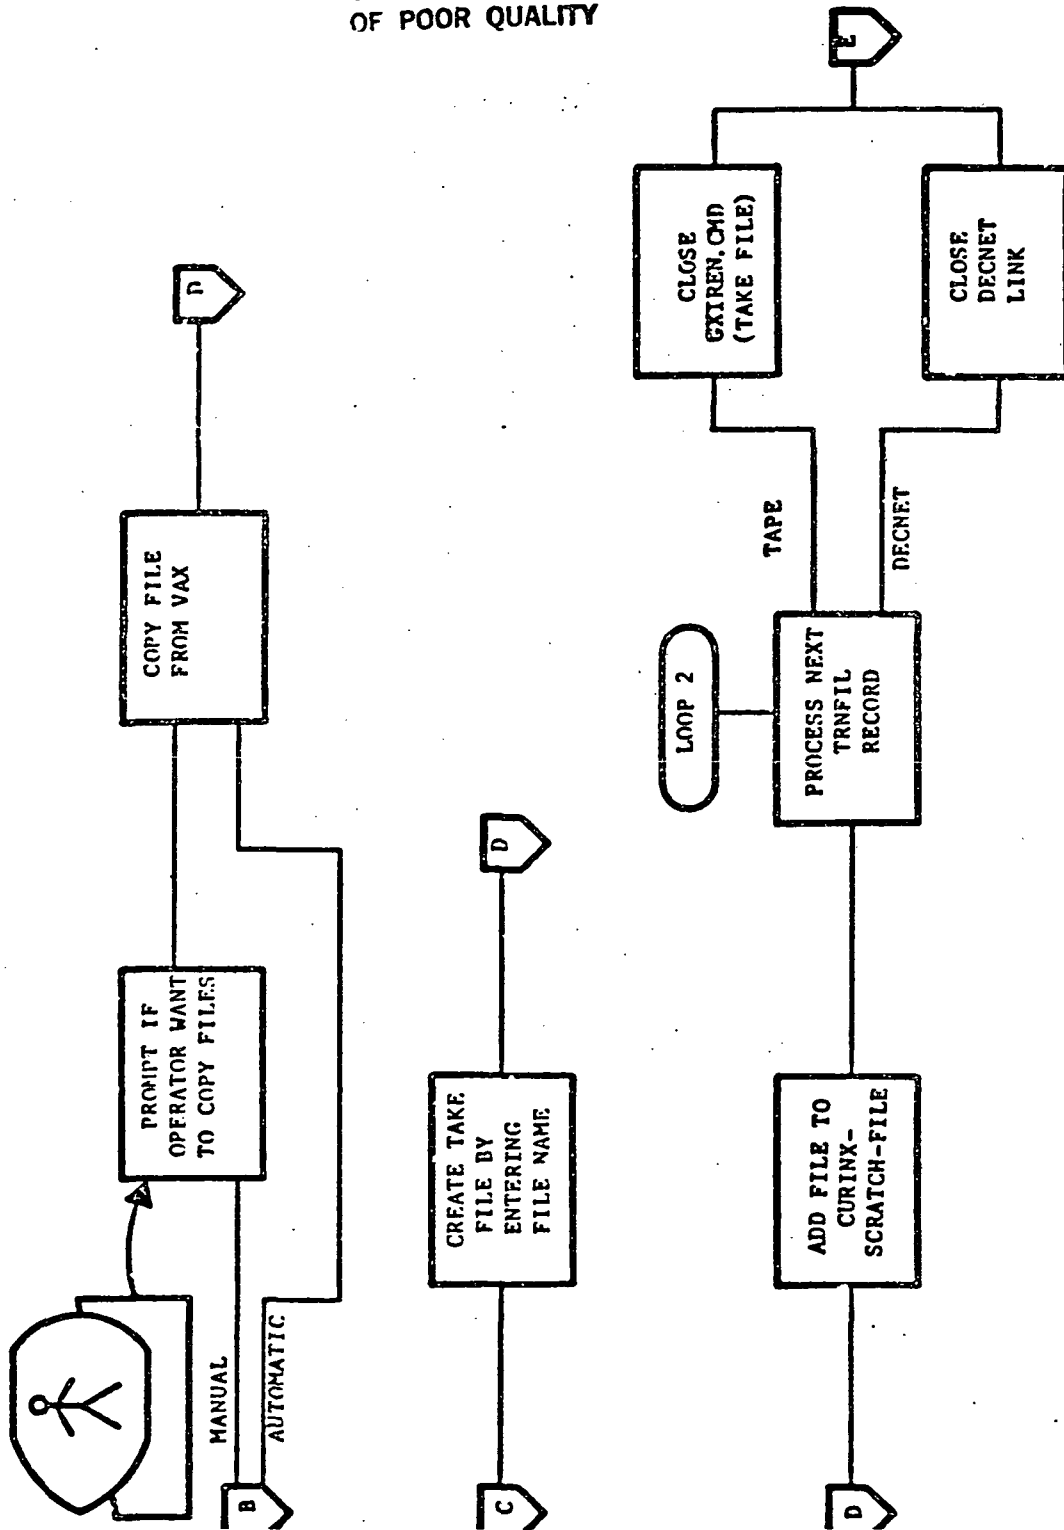 OF POOR QUALITY
B
MANUAL
AUTOMATIC
PROMPT IF
OPERATOR WANT
TO COPY FILES
COPY FILE
FROM VAX
D
C
CREATE TAKE
FILE BY
ENTERING
FILE NAME
D
D
ADD FILE TO
CURINX-
SCRATCH-FILE
LOOP 2
PROCESS NEXT
TRNFIL
RECORD
TAPE
DECNET
CLOSE
GXIREN.CMD
(TAKE FILE)
CLOSE
DECNET
LINK
E